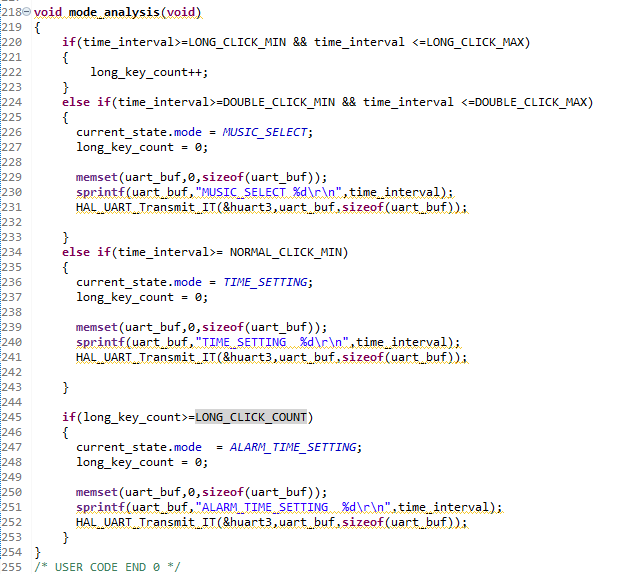 218 void mode_analysis(void)
219 {
220 if(time_interval>=LONG_CLICK_MIN && time_interval <=LONG_CLICK_MAX)
221 {
222 long_key_count++;
223 }
224 else if(time_interval>=DOUBLE_CLICK_MIN && time_interval <=DOUBLE_CLICK_MAX)
225 {
226 current_state.mode = MUSIC_SELECT;
227 long_key_count = 0;
228
229 memset(uart_buf,0,sizeof(uart_buf));
230 sprintf(uart_buf,"MUSIC_SELECT %d\r\n",time_interval);
231 HAL_UART_Transmit_IT(&huart3,uart_buf,sizeof(uart_buf));
232
233 }
234 else if(time_interval>= NORMAL_CLICK_MIN)
235 {
236 current_state.mode = TIME_SETTING;
237 long_key_count = 0;
238
239 memset(uart_buf,0,sizeof(uart_buf));
240 sprintf(uart_buf,"TIME_SETTING  %d\r\n",time_interval);
241 HAL_UART_Transmit_IT(&huart3,uart_buf,sizeof(uart_buf));
242
243 }
244
245 if(long_key_count>=LONG_CLICK_COUNT)
246 {
247 current_state.mode  = ALARM_TIME_SETTING;
248 long_key_count = 0;
249
250 memset(uart_buf,0,sizeof(uart_buf));
251 sprintf(uart_buf,"ALARM_TIME_SETTING  %d\r\n",time_interval);
252 HAL_UART_Transmit_IT(&huart3,uart_buf,sizeof(uart_buf));
253 }
254 }
255 /* USER CODE END 0 */